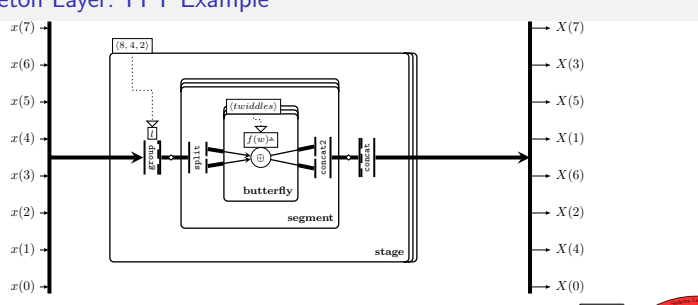 Layer: FFT Example
x(7)
x(6)
x(5)
x(4)
x(3)
x(2)
x(1)
x(0)
⟨8, 4, 2⟩
l
group
split
⟨twiddles⟩
f(w)
⊕
butterfly
concat2
segment
concat
stage
X(7)
X(3)
X(5)
X(1)
X(6)
X(2)
X(4)
X(0)